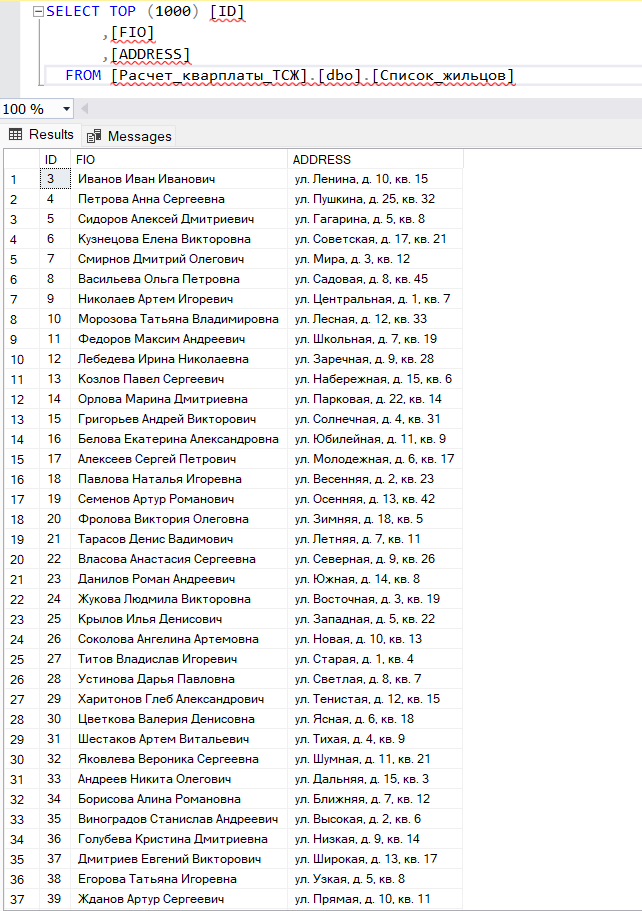 SELECT TOP (1000) [ID]
,[FIO]
,[ADDRESS]
FROM [Расчет_кварплаты_ТСЖ].[dbo].[Список_жильцов]
100 %
Results Messages
ID FIO ADDRESS
1 3 Иванов Иван Иванович ул. Ленина, д. 10, кв. 15
2 4 Петрова Анна Сергеевна ул. Пушкина, д. 25, кв. 32
3 5 Сидоров Алексей Дмитриевич ул. Гагарина, д. 5, кв. 8
4 6 Кузнецова Елена Викторовна ул. Советская, д. 17, кв. 21
5 7 Смирнов Дмитрий Олегович ул. Мира, д. 3, кв. 12
6 8 Васильева Ольга Петровна ул. Садовая, д. 8, кв. 45
7 9 Николаев Артем Игоревич ул. Центральная, д. 1, кв. 7
8 10 Морозова Татьяна Владимировна ул. Лесная, д. 12, кв. 33
9 11 Федоров Максим Андреевич ул. Школьная, д. 7, кв. 19
10 12 Лебедева Ирина Николаевна ул. Заречная, д. 9, кв. 28
11 13 Козлов Павел Сергеевич ул. Набережная, д. 15, кв. 6
12 14 Орлова Марина Дмитриевна ул. Парковая, д. 22, кв. 14
13 15 Григорьев Андрей Викторович ул. Солнечная, д. 4, кв. 31
14 16 Белова Екатерина Александровна ул. Юбилейная, д. 11, кв. 9
15 17 Алексеев Сергей Петрович ул. Молодежная, д. 6, кв. 17
16 18 Павлова Наталья Игоревна ул. Весенняя, д. 2, кв. 23
17 19 Семенов Артур Романович ул. Осенняя, д. 13, кв. 42
18 20 Фролова Виктория Олеговна ул. Зимняя, д. 18, кв. 5
19 21 Тарасов Денис Вадимович ул. Летняя, д. 7, кв. 11
20 22 Власова Анастасия Сергеевна ул. Северная, д. 9, кв. 26
21 23 Данилов Роман Андреевич ул. Южная, д. 14, кв. 8
22 24 Жукова Людмила Викторовна ул. Восточная, д. 3, кв. 19
23 25 Крылов Илья Денисович ул. Западная, д. 5, кв. 22
24 26 Соколова Ангелина Артемовна ул. Новая, д. 10, кв. 13
25 27 Титов Владислав Игоревич ул. Старая, д. 1, кв. 4
26 28 Устинова Дарья Павловна ул. Светлая, д. 8, кв. 7
27 29 Харитонов Глеб Александрович ул. Тенистая, д. 12, кв. 15
28 30 Цветкова Валерия Денисовна ул. Ясная, д. 6, кв. 18
29 31 Шестаков Артем Витальевич ул. Тихая, д. 4, кв. 9
30 32 Яковлева Вероника Сергеевна ул. Шумная, д. 11, кв. 21
31 33 Андреев Никита Олегович ул. Дальняя, д. 15, кв. 3
32 34 Борисова Алина Романовна ул. Ближняя, д. 7, кв. 12
33 35 Виноградов Станислав Андреевич ул. Высокая, д. 2, кв. 6
34 36 Голубева Кристина Дмитриевна ул. Низкая, д. 9, кв. 14
35 37 Дмитриев Евгений Викторович ул. Широкая, д. 13, кв. 17
36 38 Егорова Татьяна Игоревна ул. Узкая, д. 5, кв. 8
37 39 Жданов Артур Сергеевич ул. Прямая, д. 10, кв. 11